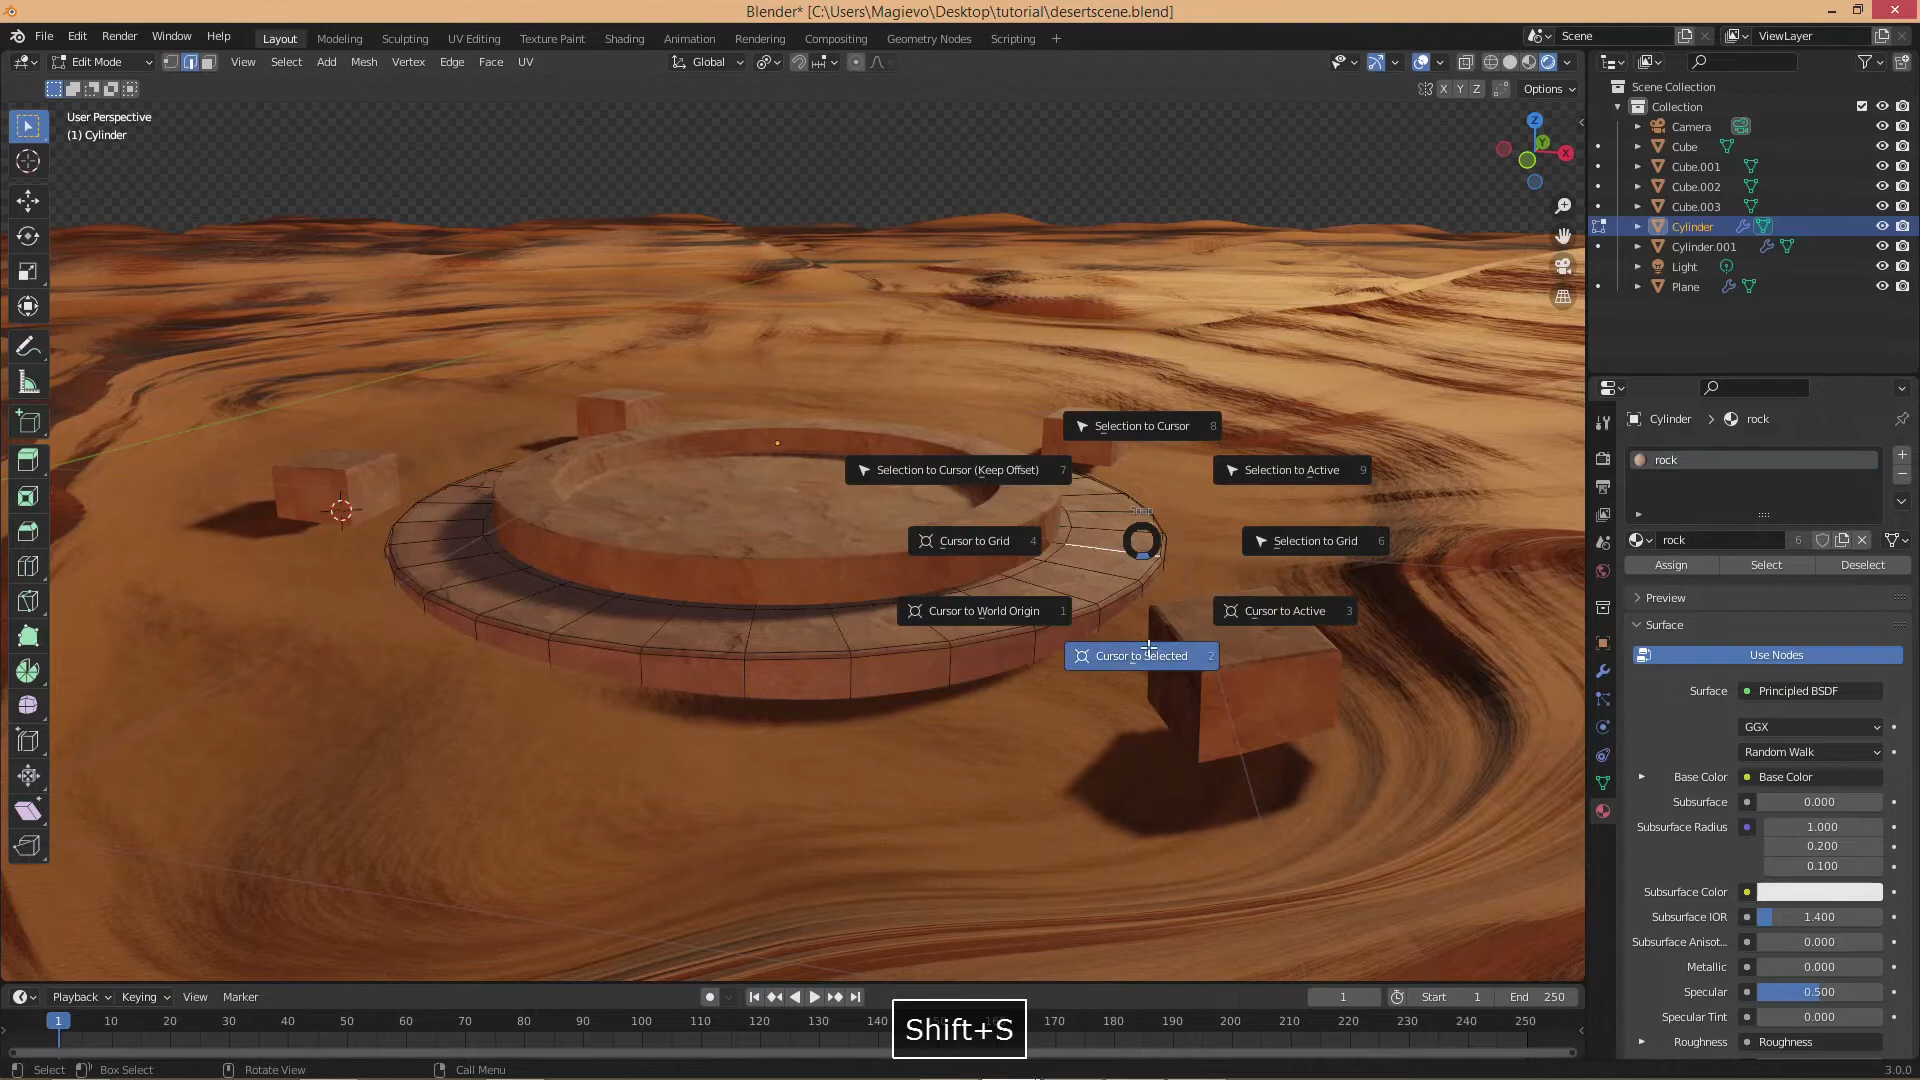 Blender* [C:\Users\Magievo\Desktop\tutorial\desertscene.blend]
File Edit Render Window Help Layout Modeling Sculpting UV Editing Texture Paint Shading Animation Rendering Compositing Geometry Nodes Scripting + Scene ViewLayer
Edit Mode View Select Add Mesh Vertex Edge Face UV Global
X Y Z Options
User Perspective
(1) Cylinder
Z
Y
X
Scene Collection
Collection
Camera
Cube
Cube.001
Cube.002
Cube.003
Cylinder
Cylinder.001
Light
Plane
Selection to Cursor 8
Selection to Cursor (Keep Offset) 7
Selection to Active 9
Snap
Cursor to Grid 4
Selection to Grid 6
Cursor to World Origin 1
Cursor to Active 3
Cursor to Selected 2
Cylinder > rock
rock
rock 6
Assign Select Deselect
Preview
Surface
Use Nodes
Surface Principled BSDF
GGX
Random Walk
Base Color Base Color
Subsurface 0.000
Subsurface Radius 1.000
0.200
0.100
Subsurface Color
Subsurface IOR 1.400
Subsurface Anisot... 0.000
Metallic 0.000
Specular 0.500
Specular Tint 0.000
Roughness Roughness
Playback Keying View Marker 1 Start 1 End 250
1 10 20 30 40 50 60 70 80 90 100 110 120 130 140 170 180 190 200 210 220 230 240 250
Shift+S
Select Box Select Rotate View Call Menu 3.0.0